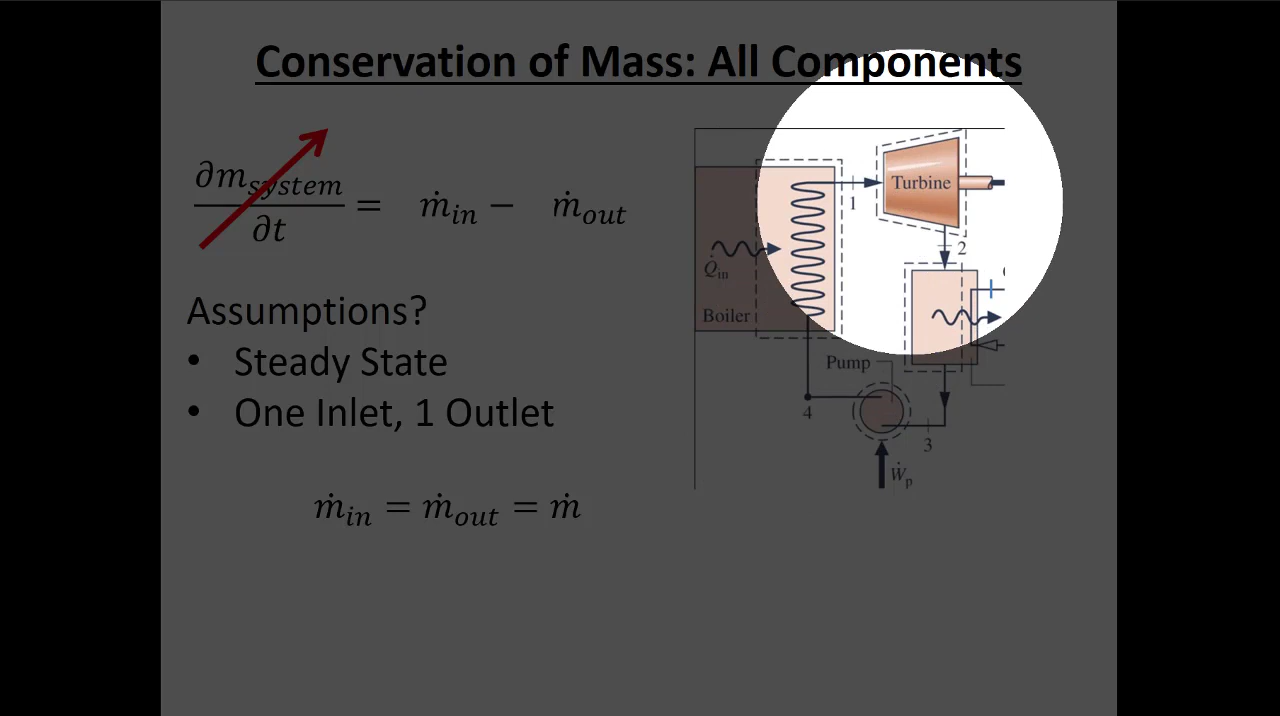 Conservation of Mass: All Components
∂m_system/∂t = ṁ_in − ṁ_out
Assumptions?
• Steady State
• One Inlet, 1 Outlet
ṁ_in = ṁ_out = ṁ
Turbine
1
2
Q̇_in
Boiler
Pump
4
3
Ẇ_p